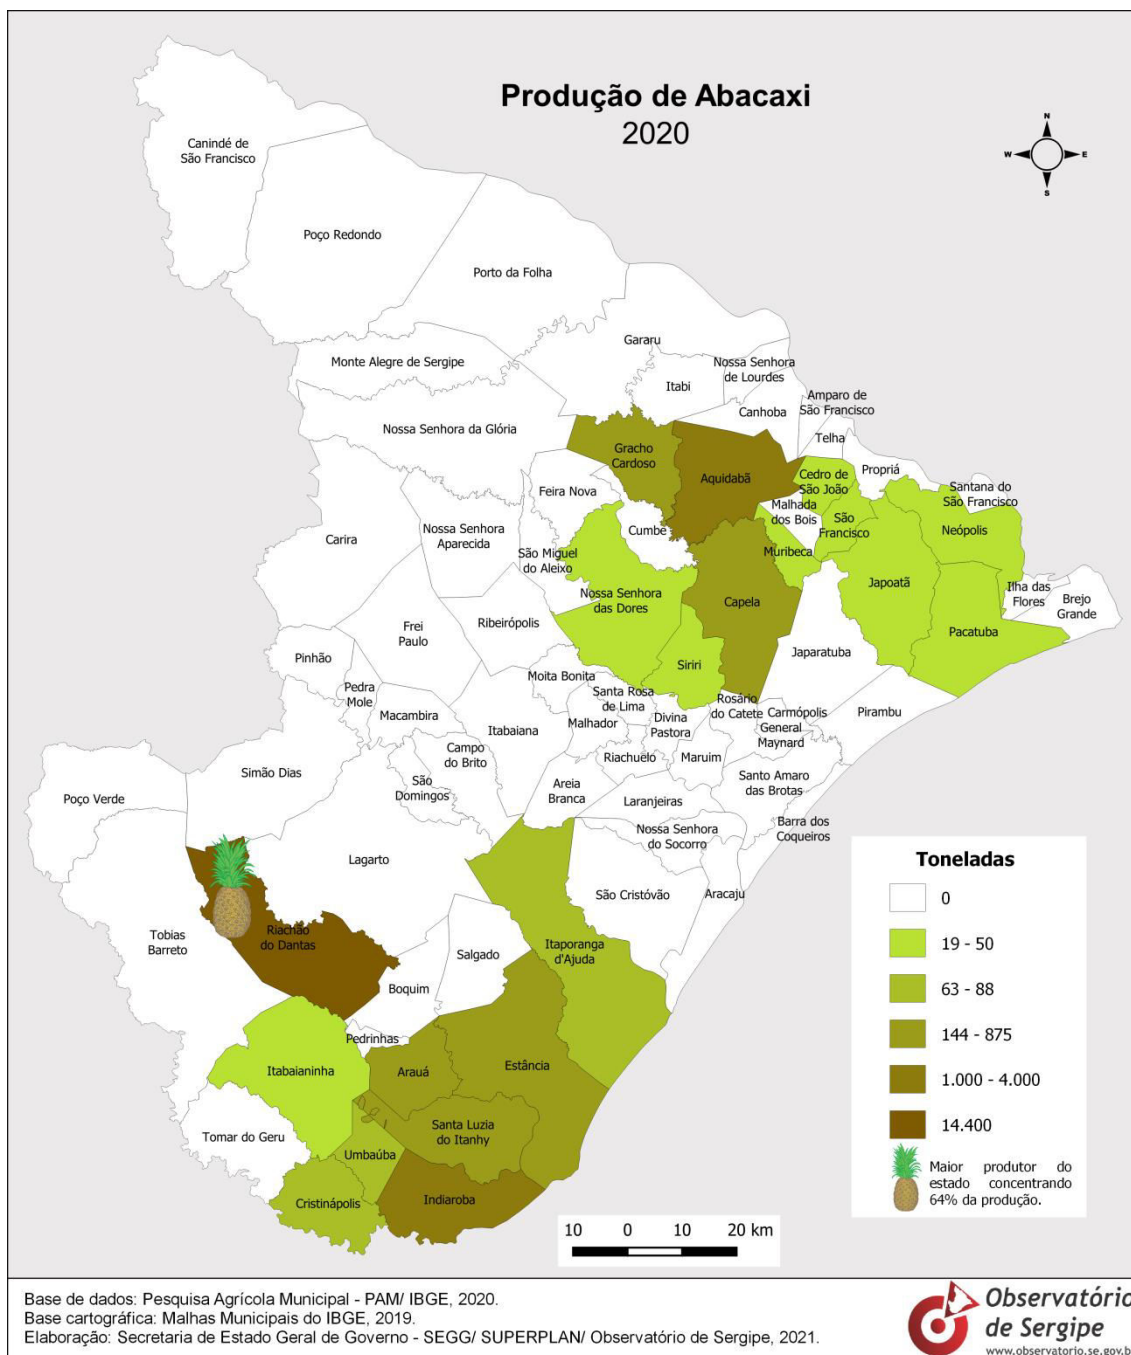 Produção de Abacaxi
2020
N
W
E
S
Canindé de
São Francisco
Poço Redondo
Porto da Folha
Gararu
Monte Alegre de Sergipe
Nossa Senhora
de Lourdes
Itabi
Amparo de
São Francisco
Canhoba
Nossa Senhora da Glória
Telha
Gracho
Cardoso
Propriá
Aquidabã
Cedro de
São João
Santana do
São Francisco
Feira Nova
Malhada
dos Bois
Nossa Senhora
Aparecida
Cumbe
São
Francisco
Neópolis
Carira
São Miguel
do Aleixo
Muribeca
Japoatã
Ilha das
Flores
Brejo
Grande
Nossa Senhora
das Dores
Capela
Frei
Paulo
Ribeirópolis
Pacatuba
Pinhão
Siriri
Japaratuba
Moita Bonita
Pedra
Mole
Santa Rosa
de Lima
Rosário
do Catete
Carmópolis
Pirambu
Macambira
Malhador
Divina
Pastora
General
Maynard
Itabaiana
Campo
do Brito
Riachuelo
Maruim
Simão Dias
São
Domingos
Areia
Branca
Santo Amaro
das Brotas
Poço Verde
Laranjeiras
Nossa Senhora
do Socorro
Barra dos
Coqueiros
Lagarto
São Cristóvão
Aracaju
Tobias
Barreto
Riachão
do Dantas
Itaporanga
d'Ajuda
Salgado
Boquim
Pedrinhas
Itabaianinha
Arauá
Estância
Tomar do Geru
Santa Luzia
do Itanhy
Umbaúba
Cristinápolis
Indiaroba
Toneladas
0
19 - 50
63 - 88
144 - 875
1.000 - 4.000
14.400
Maior produtor do
estado concentrando
64% da produção.
10 0 10 20 km
Base de dados: Pesquisa Agrícola Municipal - PAM/ IBGE, 2020.
Base cartográfica: Malhas Municipais do IBGE, 2019.
Elaboração: Secretaria de Estado Geral de Governo - SEGG/ SUPERPLAN/ Observatório de Sergipe, 2021.
Observatório
de Sergipe
www.observatorio.se.gov.b